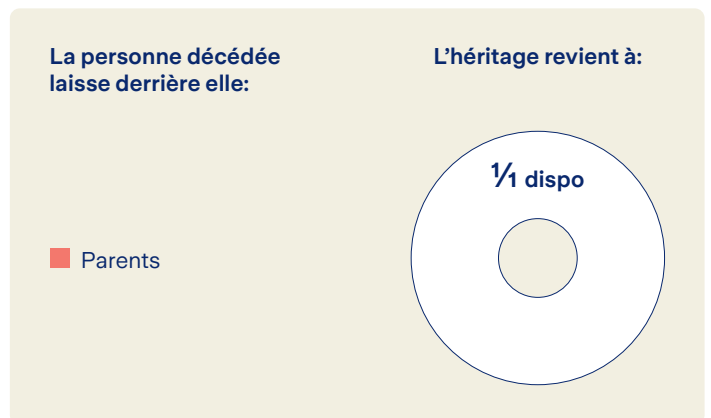 La personne décédée
laisse derrière elle:
L'héritage revient à:
1/1 dispo
Parents